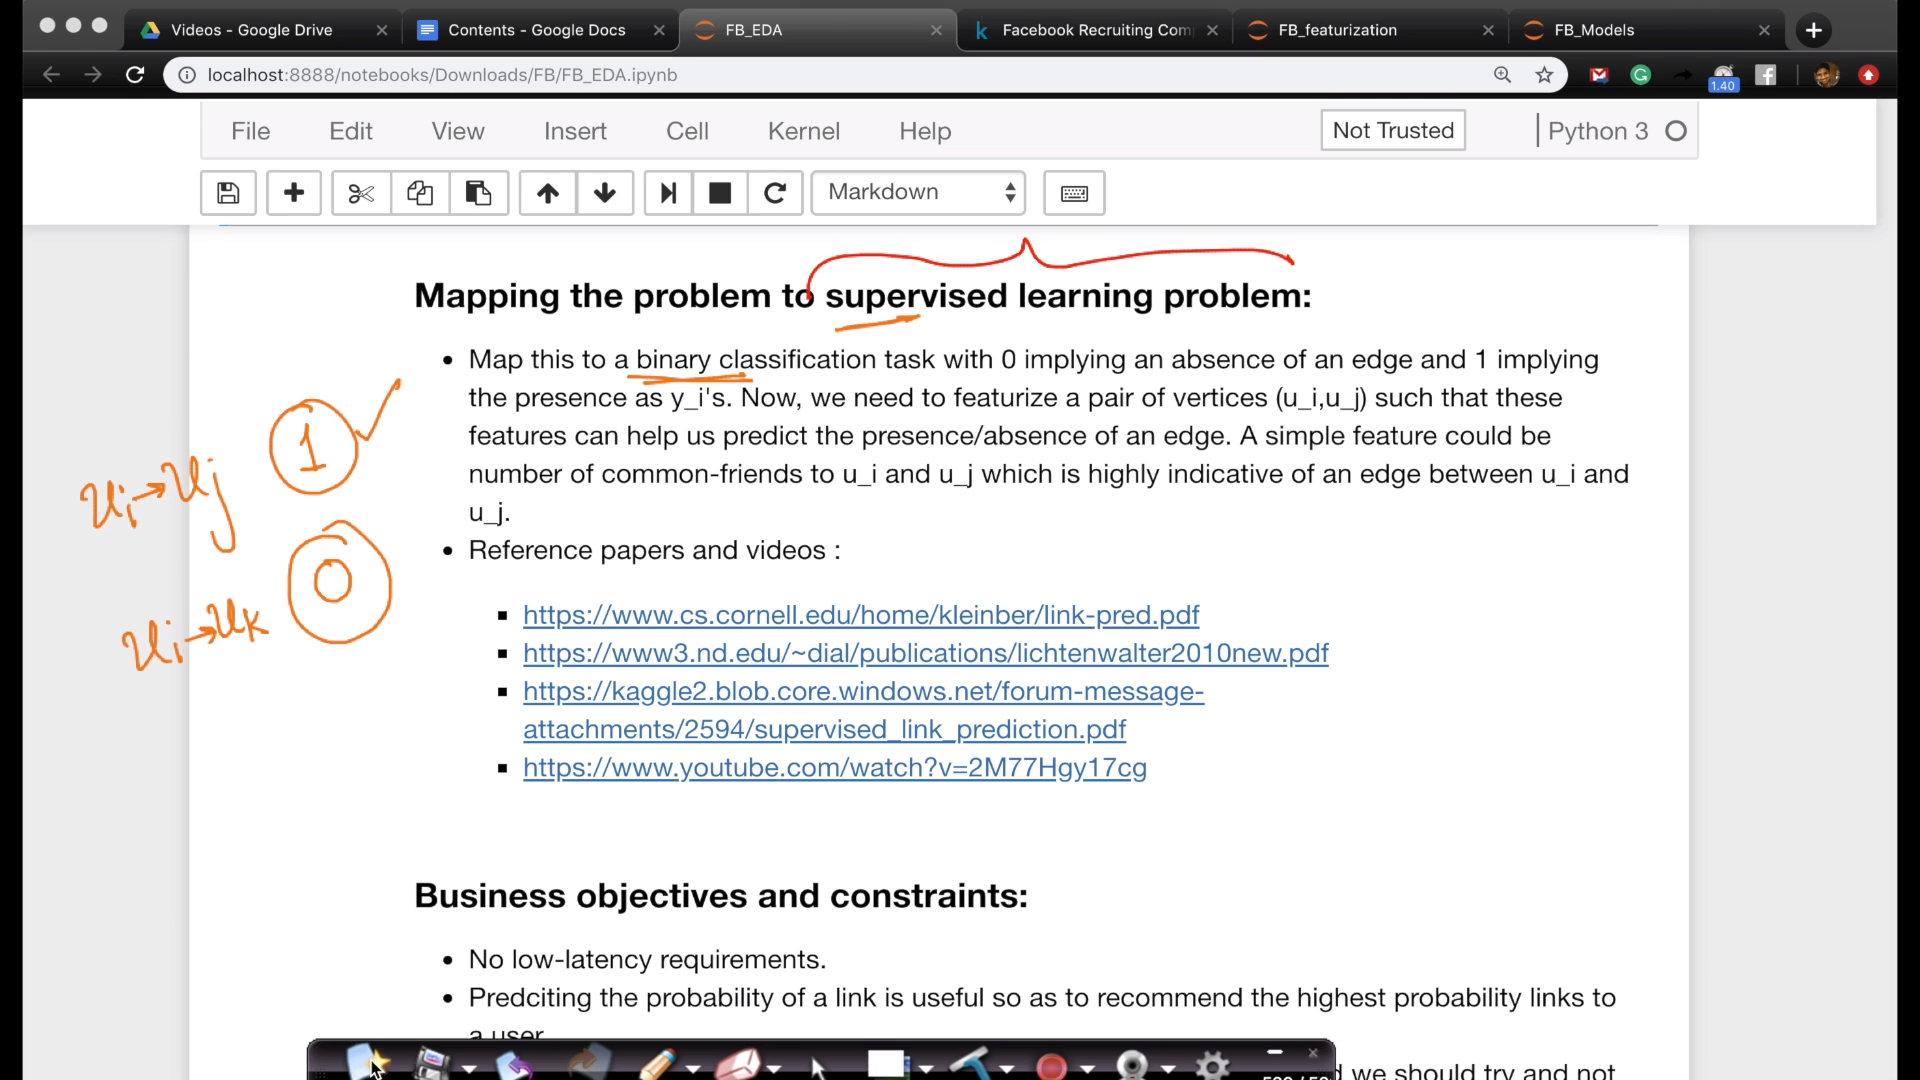 Videos - Google Drive
Contents - Google Docs
FB_EDA
Facebook Recruiting Com
FB_featurization
FB_Models
localhost:8888/notebooks/Downloads/FB/FB_EDA.ipynb
1.40
File Edit View Insert Cell Kernel Help
Not Trusted
Python 3
Markdown
Mapping the problem to supervised learning problem:
Map this to a binary classification task with 0 implying an absence of an edge and 1 implying
the presence as y_i's. Now, we need to featurize a pair of vertices (u_i,u_j) such that these
features can help us predict the presence/absence of an edge. A simple feature could be
number of common-friends to u_i and u_j which is highly indicative of an edge between u_i and
u_j.
1
ui→uj
0
ui→uk
Reference papers and videos :
https://www.cs.cornell.edu/home/kleinber/link-pred.pdf
https://www3.nd.edu/~dial/publications/lichtenwalter2010new.pdf
https://kaggle2.blob.core.windows.net/forum-message-
attachments/2594/supervised_link_prediction.pdf
https://www.youtube.com/watch?v=2M77Hgy17cg
Business objectives and constraints:
No low-latency requirements.
Predciting the probability of a link is useful so as to recommend the highest probability links to
a user
we should try and not